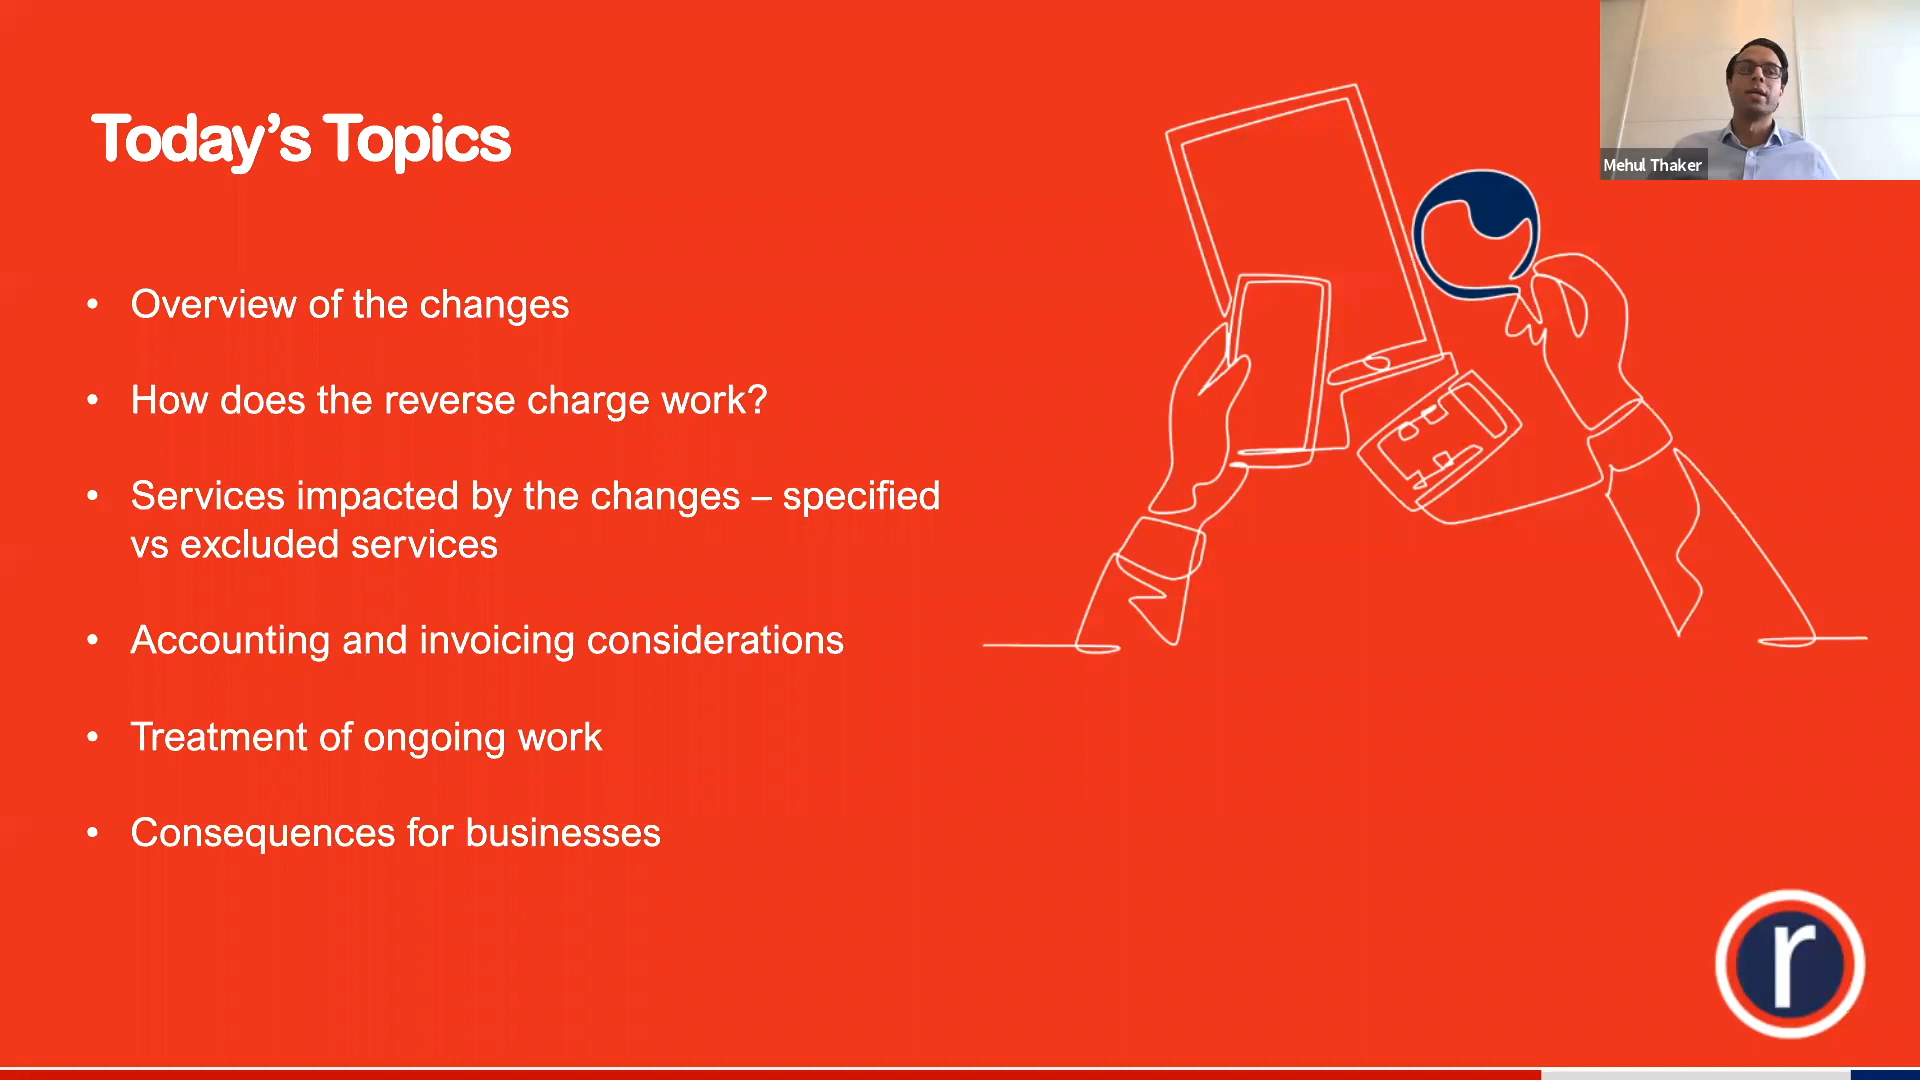 Today’s Topics
Mehul Thaker
• Overview of the changes
• How does the reverse charge work?
• Services impacted by the changes – specified
vs excluded services
• Accounting and invoicing considerations
• Treatment of ongoing work
• Consequences for businesses
r